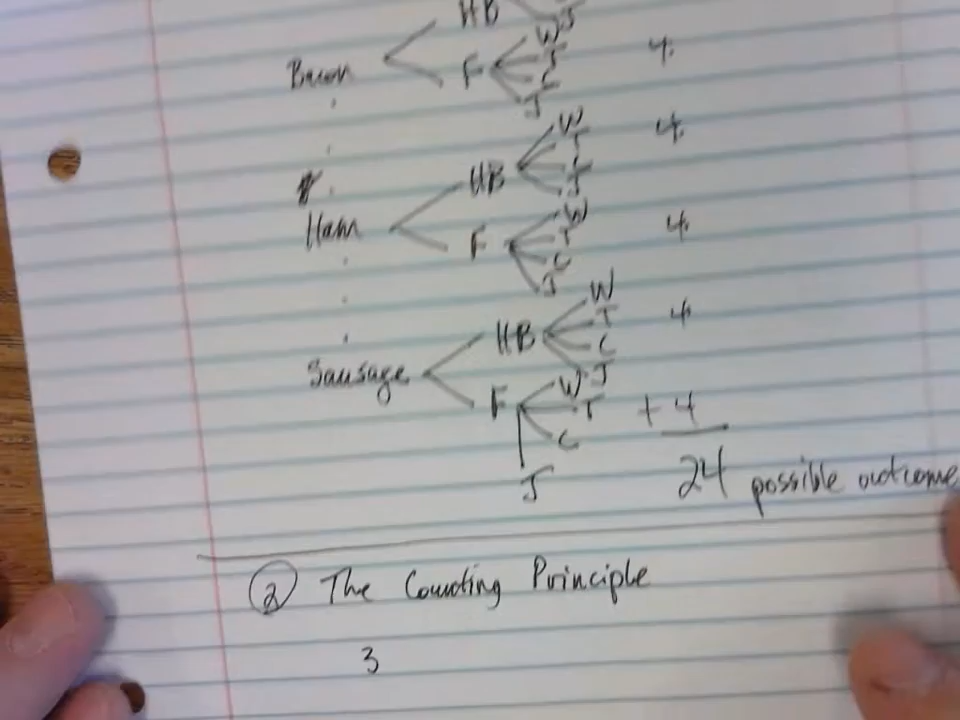 HB
J
W
Bacon F T 4.
C
J
W
T 4.
HB
J
Ham W
F T 4.
C
J
W
HB T 4.
C
J
Sausage W
F T + 4
C
J 24 possible outcome
② The Counting Principle
3